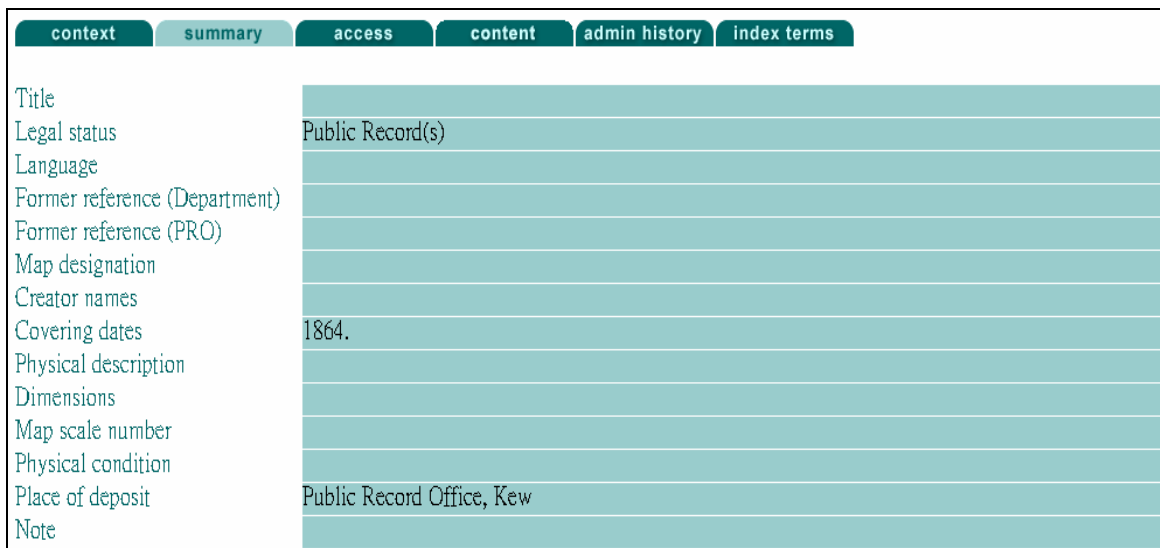 context summary access content admin history index terms
Title
Legal status Public Record(s)
Language
Former reference (Department)
Former reference (PRO)
Map designation
Creator names
Covering dates 1864.
Physical description
Dimensions
Map scale number
Physical condition
Place of deposit Public Record Office, Kew
Note